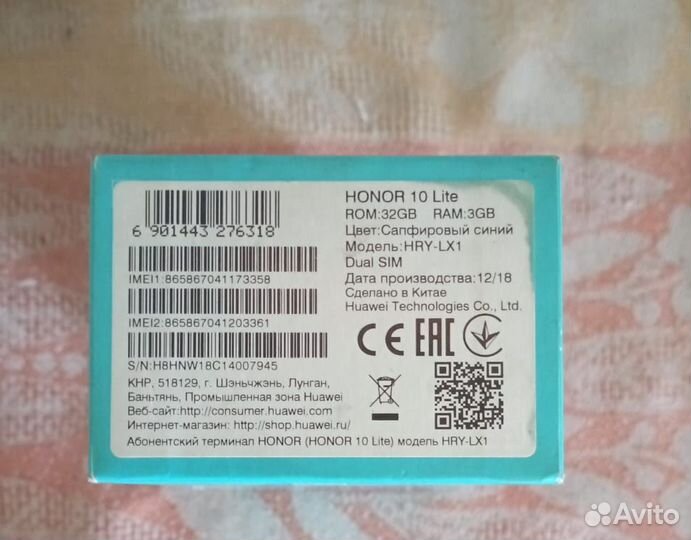 6 901443 276318
IMEI1:865867041173358
IMEI2:865867041203361
S/N:H8HNW18C14007945
HONOR 10 Lite
ROM:32GB RAM:3GB
Цвет:Сапфировый синий
Модель:HRY-LX1
Dual SIM
Дата производства:12/18
Сделано в Китае
Huawei Technologies Co., Ltd.
CE EAC
КНР, 518129, г. Шэньчжэнь, Лунган,
Баньтянь, Промышленная зона Huawei
Веб-сайт:http://consumer.huawei.com
Интернет-магазин: http://shop.huawei.ru/
Абонентский терминал HONOR (HONOR 10 Lite) модель HRY-LX1
Avito